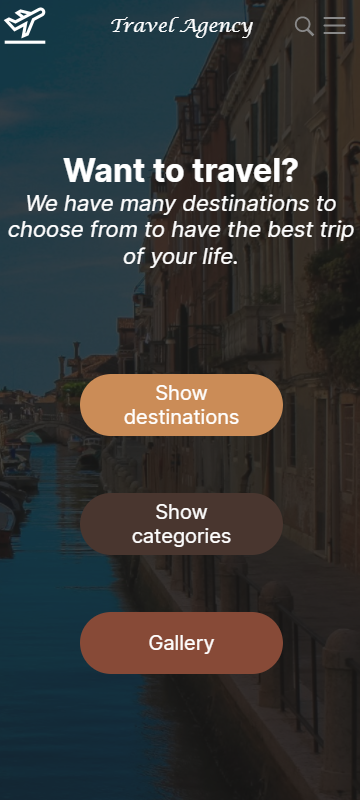 Travel Agency
Want to travel?
We have many destinations to
choose from to have the best trip
of your life.
Show
destinations
Show
categories
Gallery